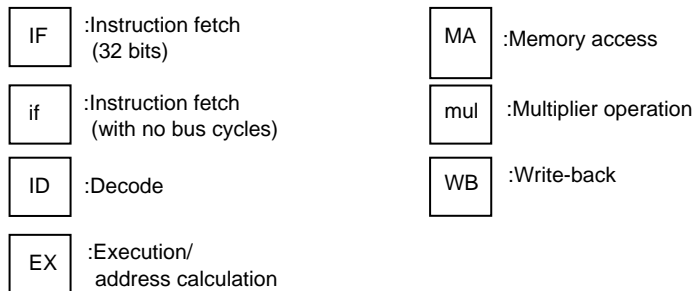 IF :Instruction fetch
(32 bits)
if :Instruction fetch
(with no bus cycles)
ID :Decode
EX :Execution/
address calculation
MA :Memory access
mul :Multiplier operation
WB :Write-back